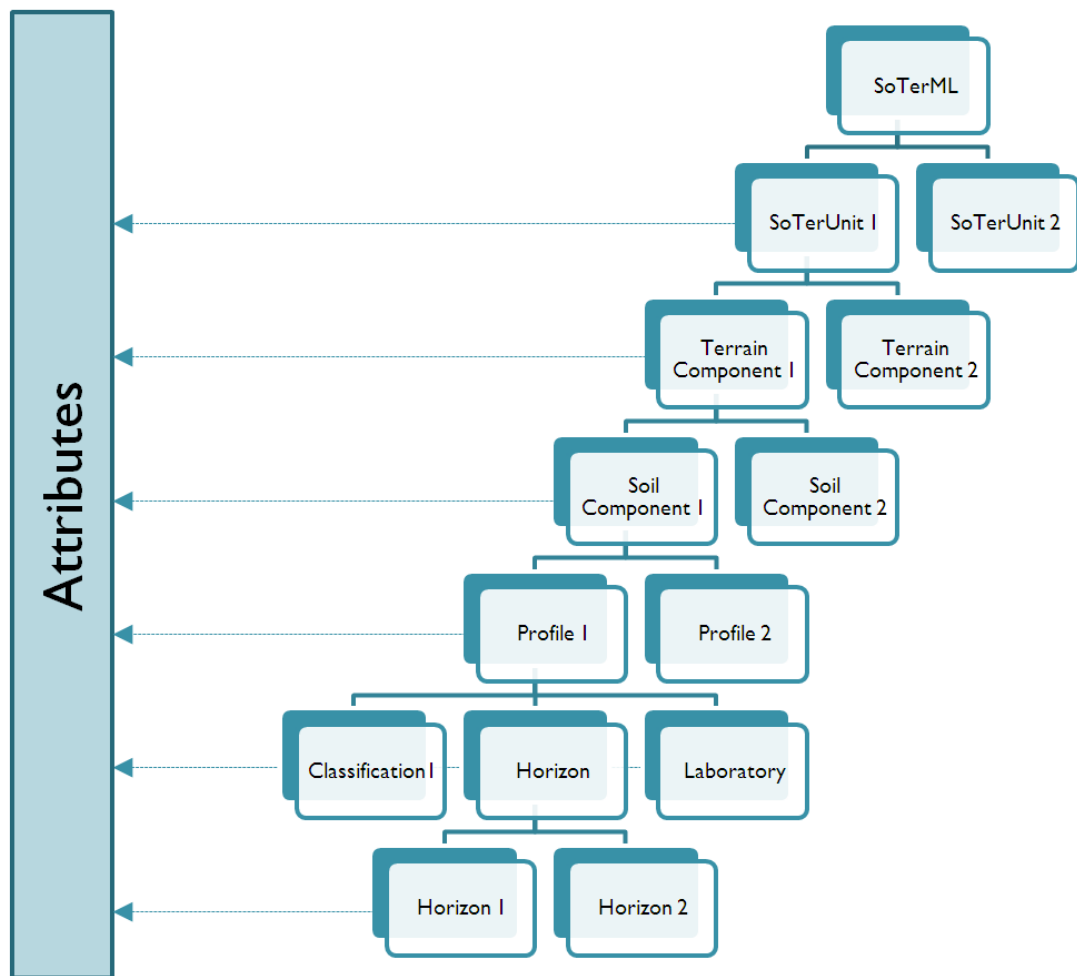 SoTerML
SoTerUnit 1
SoTerUnit 2
Terrain
Component 1
Terrain
Component 2
Soil
Component 1
Soil
Component 2
Profile 1
Profile 2
Classification1
Horizon
Laboratory
Horizon 1
Horizon 2
Attributes